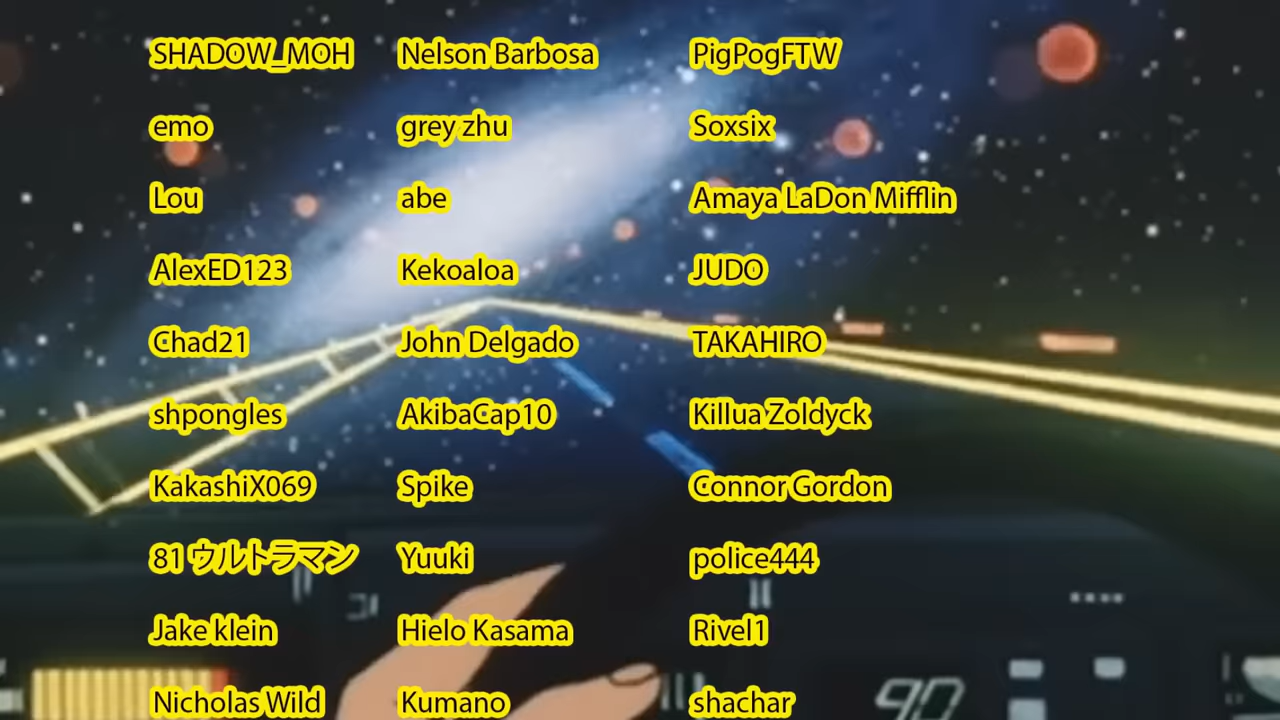 SHADOW_MOH Nelson Barbosa PigPogFTW
emo grey zhu Soxsix
Lou abe Amaya LaDon Mifflin
AlexED123 Kekoaloa JUDO
Chad21 John Delgado TAKAHIRO
shpongles AkibaCap10 Killua Zoldyck
KakashiX069 Spike Connor Gordon
81 ウルトラマン Yuuki police444
Jake klein Hielo Kasama Rivel1
Nicholas Wild Kumano shachar
90